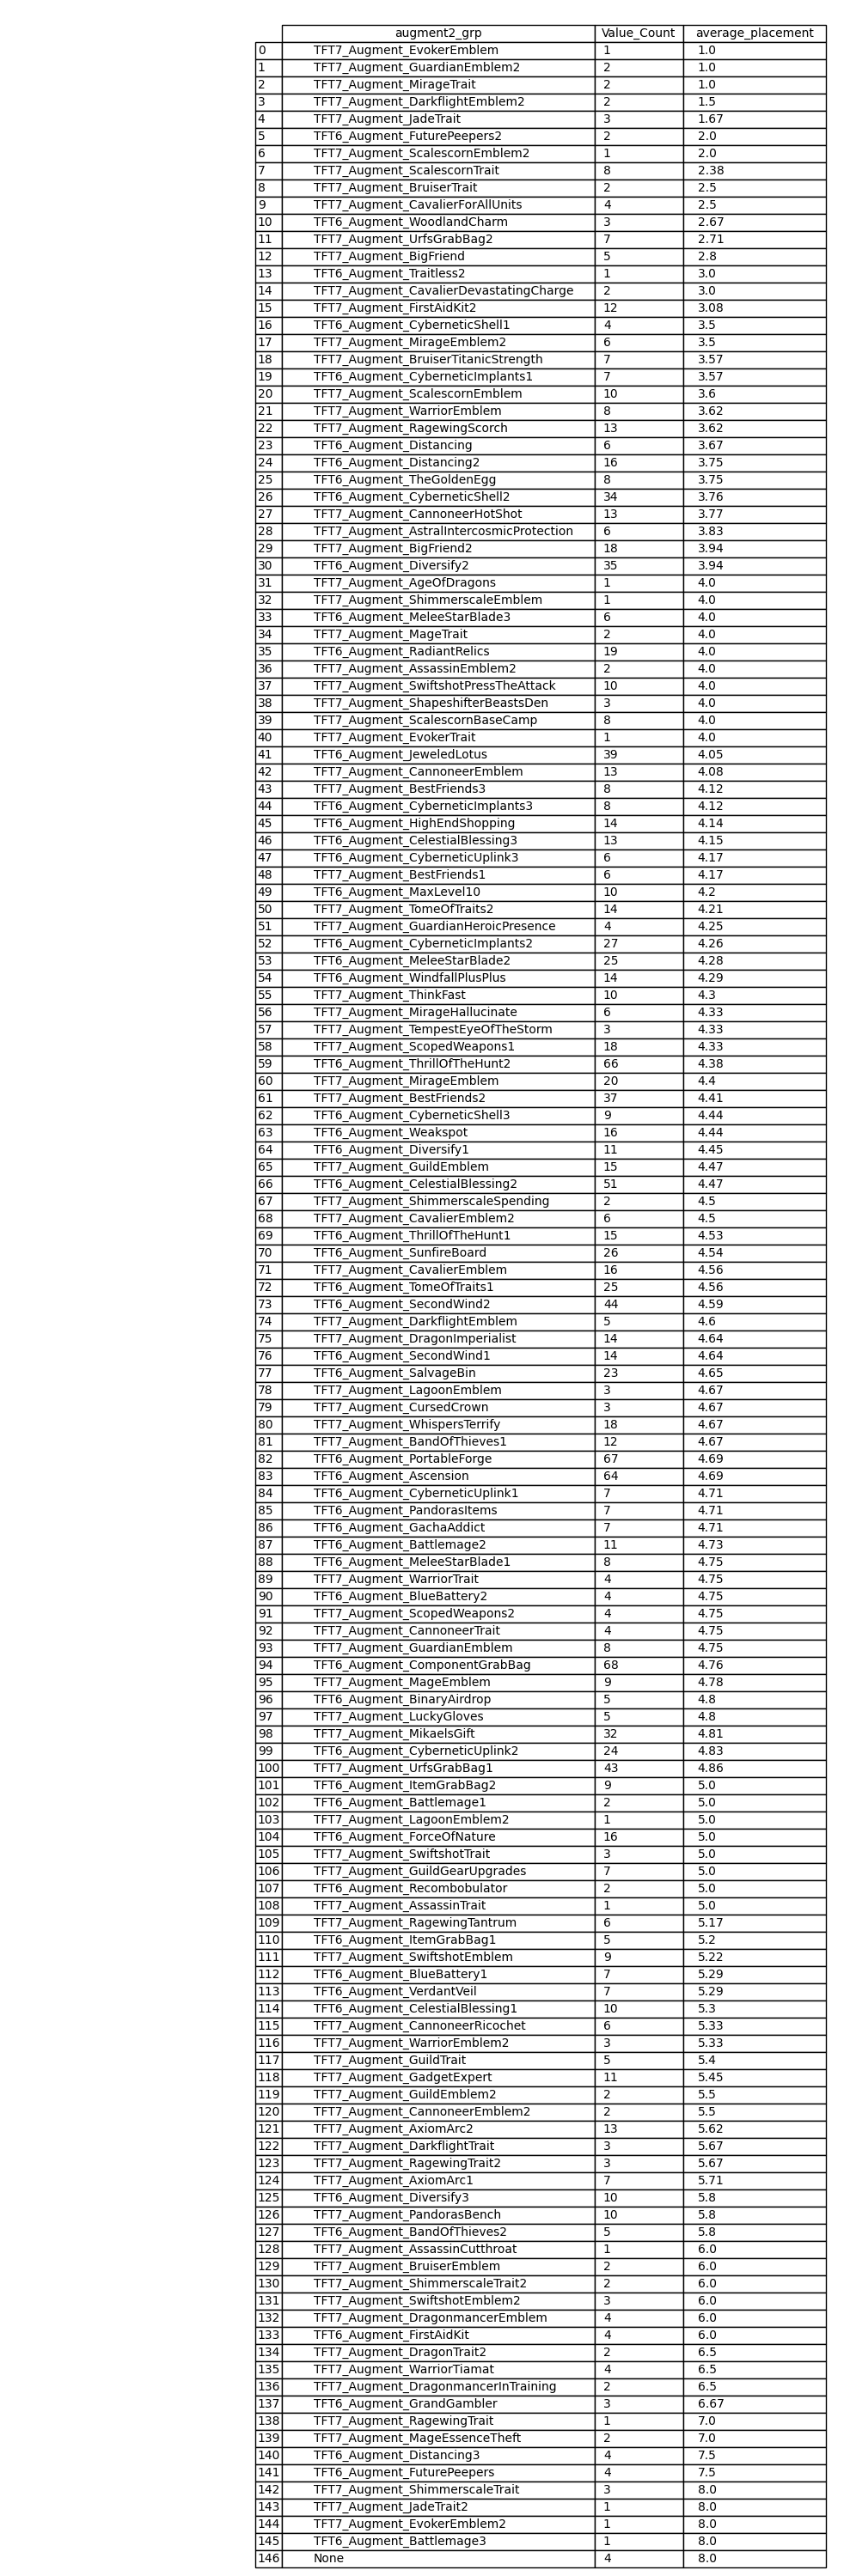 augment2_grp Value_Count average_placement
0 TFT7_Augment_EvokerEmblem 1 1.0
1 TFT7_Augment_GuardianEmblem2 2 1.0
2 TFT7_Augment_MirageTrait 2 1.0
3 TFT7_Augment_DarkflightEmblem2 2 1.5
4 TFT7_Augment_JadeTrait 3 1.67
5 TFT6_Augment_FuturePeepers2 2 2.0
6 TFT7_Augment_ScalescornEmblem2 1 2.0
7 TFT7_Augment_ScalescornTrait 8 2.38
8 TFT7_Augment_BruiserTrait 2 2.5
9 TFT7_Augment_CavalierForAllUnits 4 2.5
10 TFT6_Augment_WoodlandCharm 3 2.67
11 TFT7_Augment_UrfsGrabBag2 7 2.71
12 TFT7_Augment_BigFriend 5 2.8
13 TFT6_Augment_Traitless2 1 3.0
14 TFT7_Augment_CavalierDevastatingCharge 2 3.0
15 TFT7_Augment_FirstAidKit2 12 3.08
16 TFT6_Augment_CyberneticShell1 4 3.5
17 TFT7_Augment_MirageEmblem2 6 3.5
18 TFT7_Augment_BruiserTitanicStrength 7 3.57
19 TFT6_Augment_CyberneticImplants1 7 3.57
20 TFT7_Augment_ScalescornEmblem 10 3.6
21 TFT7_Augment_WarriorEmblem 8 3.62
22 TFT7_Augment_RagewingScorch 13 3.62
23 TFT6_Augment_Distancing 6 3.67
24 TFT6_Augment_Distancing2 16 3.75
25 TFT6_Augment_TheGoldenEgg 8 3.75
26 TFT6_Augment_CyberneticShell2 34 3.76
27 TFT7_Augment_CannoneerHotShot 13 3.77
28 TFT7_Augment_AstralIntercosmicProtection 6 3.83
29 TFT7_Augment_BigFriend2 18 3.94
30 TFT6_Augment_Diversify2 35 3.94
31 TFT7_Augment_AgeOfDragons 1 4.0
32 TFT7_Augment_ShimmerscaleEmblem 1 4.0
33 TFT6_Augment_MeleeStarBlade3 6 4.0
34 TFT7_Augment_MageTrait 2 4.0
35 TFT6_Augment_RadiantRelics 19 4.0
36 TFT7_Augment_AssassinEmblem2 2 4.0
37 TFT7_Augment_SwiftshotPressTheAttack 10 4.0
38 TFT7_Augment_ShapeshifterBeastsDen 3 4.0
39 TFT7_Augment_ScalescornBaseCamp 8 4.0
40 TFT7_Augment_EvokerTrait 1 4.0
41 TFT6_Augment_JeweledLotus 39 4.05
42 TFT7_Augment_CannoneerEmblem 13 4.08
43 TFT7_Augment_BestFriends3 8 4.12
44 TFT6_Augment_CyberneticImplants3 8 4.12
45 TFT6_Augment_HighEndShopping 14 4.14
46 TFT6_Augment_CelestialBlessing3 13 4.15
47 TFT6_Augment_CyberneticUplink3 6 4.17
48 TFT7_Augment_BestFriends1 6 4.17
49 TFT6_Augment_MaxLevel10 10 4.2
50 TFT7_Augment_TomeOfTraits2 14 4.21
51 TFT7_Augment_GuardianHeroicPresence 4 4.25
52 TFT6_Augment_CyberneticImplants2 27 4.26
53 TFT6_Augment_MeleeStarBlade2 25 4.28
54 TFT6_Augment_WindfallPlusPlus 14 4.29
55 TFT7_Augment_ThinkFast 10 4.3
56 TFT7_Augment_MirageHallucinate 6 4.33
57 TFT7_Augment_TempestEyeOfTheStorm 3 4.33
58 TFT7_Augment_ScopedWeapons1 18 4.33
59 TFT6_Augment_ThrillOfTheHunt2 66 4.38
60 TFT7_Augment_MirageEmblem 20 4.4
61 TFT7_Augment_BestFriends2 37 4.41
62 TFT6_Augment_CyberneticShell3 9 4.44
63 TFT6_Augment_Weakspot 16 4.44
64 TFT6_Augment_Diversify1 11 4.45
65 TFT7_Augment_GuildEmblem 15 4.47
66 TFT6_Augment_CelestialBlessing2 51 4.47
67 TFT7_Augment_ShimmerscaleSpending 2 4.5
68 TFT7_Augment_CavalierEmblem2 6 4.5
69 TFT6_Augment_ThrillOfTheHunt1 15 4.53
70 TFT6_Augment_SunfireBoard 26 4.54
71 TFT7_Augment_CavalierEmblem 16 4.56
72 TFT6_Augment_TomeOfTraits1 25 4.56
73 TFT6_Augment_SecondWind2 44 4.59
74 TFT7_Augment_DarkflightEmblem 5 4.6
75 TFT7_Augment_DragonImperialist 14 4.64
76 TFT6_Augment_SecondWind1 14 4.64
77 TFT6_Augment_SalvageBin 23 4.65
78 TFT7_Augment_LagoonEmblem 3 4.67
79 TFT7_Augment_CursedCrown 3 4.67
80 TFT7_Augment_WhispersTerrify 18 4.67
81 TFT7_Augment_BandOfThieves1 12 4.67
82 TFT6_Augment_PortableForge 67 4.69
83 TFT6_Augment_Ascension 64 4.69
84 TFT6_Augment_CyberneticUplink1 7 4.71
85 TFT6_Augment_PandorasItems 7 4.71
86 TFT7_Augment_GachaAddict 7 4.71
87 TFT6_Augment_Battlemage2 11 4.73
88 TFT6_Augment_MeleeStarBlade1 8 4.75
89 TFT7_Augment_WarriorTrait 4 4.75
90 TFT6_Augment_BlueBattery2 4 4.75
91 TFT7_Augment_ScopedWeapons2 4 4.75
92 TFT7_Augment_CannoneerTrait 4 4.75
93 TFT7_Augment_GuardianEmblem 8 4.75
94 TFT6_Augment_ComponentGrabBag 68 4.76
95 TFT7_Augment_MageEmblem 9 4.78
96 TFT6_Augment_BinaryAirdrop 5 4.8
97 TFT7_Augment_LuckyGloves 5 4.8
98 TFT7_Augment_MikaelsGift 32 4.81
99 TFT6_Augment_CyberneticUplink2 24 4.83
100 TFT7_Augment_UrfsGrabBag1 43 4.86
101 TFT6_Augment_ItemGrabBag2 9 5.0
102 TFT6_Augment_Battlemage1 2 5.0
103 TFT7_Augment_LagoonEmblem2 1 5.0
104 TFT6_Augment_ForceOfNature 16 5.0
105 TFT7_Augment_SwiftshotTrait 3 5.0
106 TFT7_Augment_GuildGearUpgrades 7 5.0
107 TFT6_Augment_Recombobulator 2 5.0
108 TFT7_Augment_AssassinTrait 1 5.0
109 TFT7_Augment_RagewingTantrum 6 5.17
110 TFT6_Augment_ItemGrabBag1 5 5.2
111 TFT7_Augment_SwiftshotEmblem 9 5.22
112 TFT6_Augment_BlueBattery1 7 5.29
113 TFT6_Augment_VerdantVeil 7 5.29
114 TFT6_Augment_CelestialBlessing1 10 5.3
115 TFT7_Augment_CannoneerRicochet 6 5.33
116 TFT7_Augment_WarriorEmblem2 3 5.33
117 TFT7_Augment_GuildTrait 5 5.4
118 TFT7_Augment_GadgetExpert 11 5.45
119 TFT7_Augment_GuildEmblem2 2 5.5
120 TFT7_Augment_CannoneerEmblem2 2 5.5
121 TFT7_Augment_AxiomArc2 13 5.62
122 TFT7_Augment_DarkflightTrait 3 5.67
123 TFT7_Augment_RagewingTrait2 3 5.67
124 TFT7_Augment_AxiomArc1 7 5.71
125 TFT6_Augment_Diversify3 10 5.8
126 TFT7_Augment_PandorasBench 10 5.8
127 TFT6_Augment_BandOfThieves2 5 5.8
128 TFT7_Augment_AssassinCutthroat 1 6.0
129 TFT7_Augment_BruiserEmblem 2 6.0
130 TFT7_Augment_ShimmerscaleTrait2 2 6.0
131 TFT7_Augment_SwiftshotEmblem2 3 6.0
132 TFT7_Augment_DragonmancerEmblem 4 6.0
133 TFT6_Augment_FirstAidKit 4 6.0
134 TFT7_Augment_DragonTrait2 2 6.5
135 TFT7_Augment_WarriorTiamat 4 6.5
136 TFT7_Augment_DragonmancerInTraining 2 6.5
137 TFT6_Augment_GrandGambler 3 6.67
138 TFT7_Augment_RagewingTrait 1 7.0
139 TFT7_Augment_MageEssenceTheft 2 7.0
140 TFT6_Augment_Distancing3 4 7.5
141 TFT6_Augment_FuturePeepers 4 7.5
142 TFT7_Augment_ShimmerscaleTrait 3 8.0
143 TFT7_Augment_JadeTrait2 1 8.0
144 TFT7_Augment_EvokerEmblem2 1 8.0
145 TFT6_Augment_Battlemage3 1 8.0
146 None 4 8.0